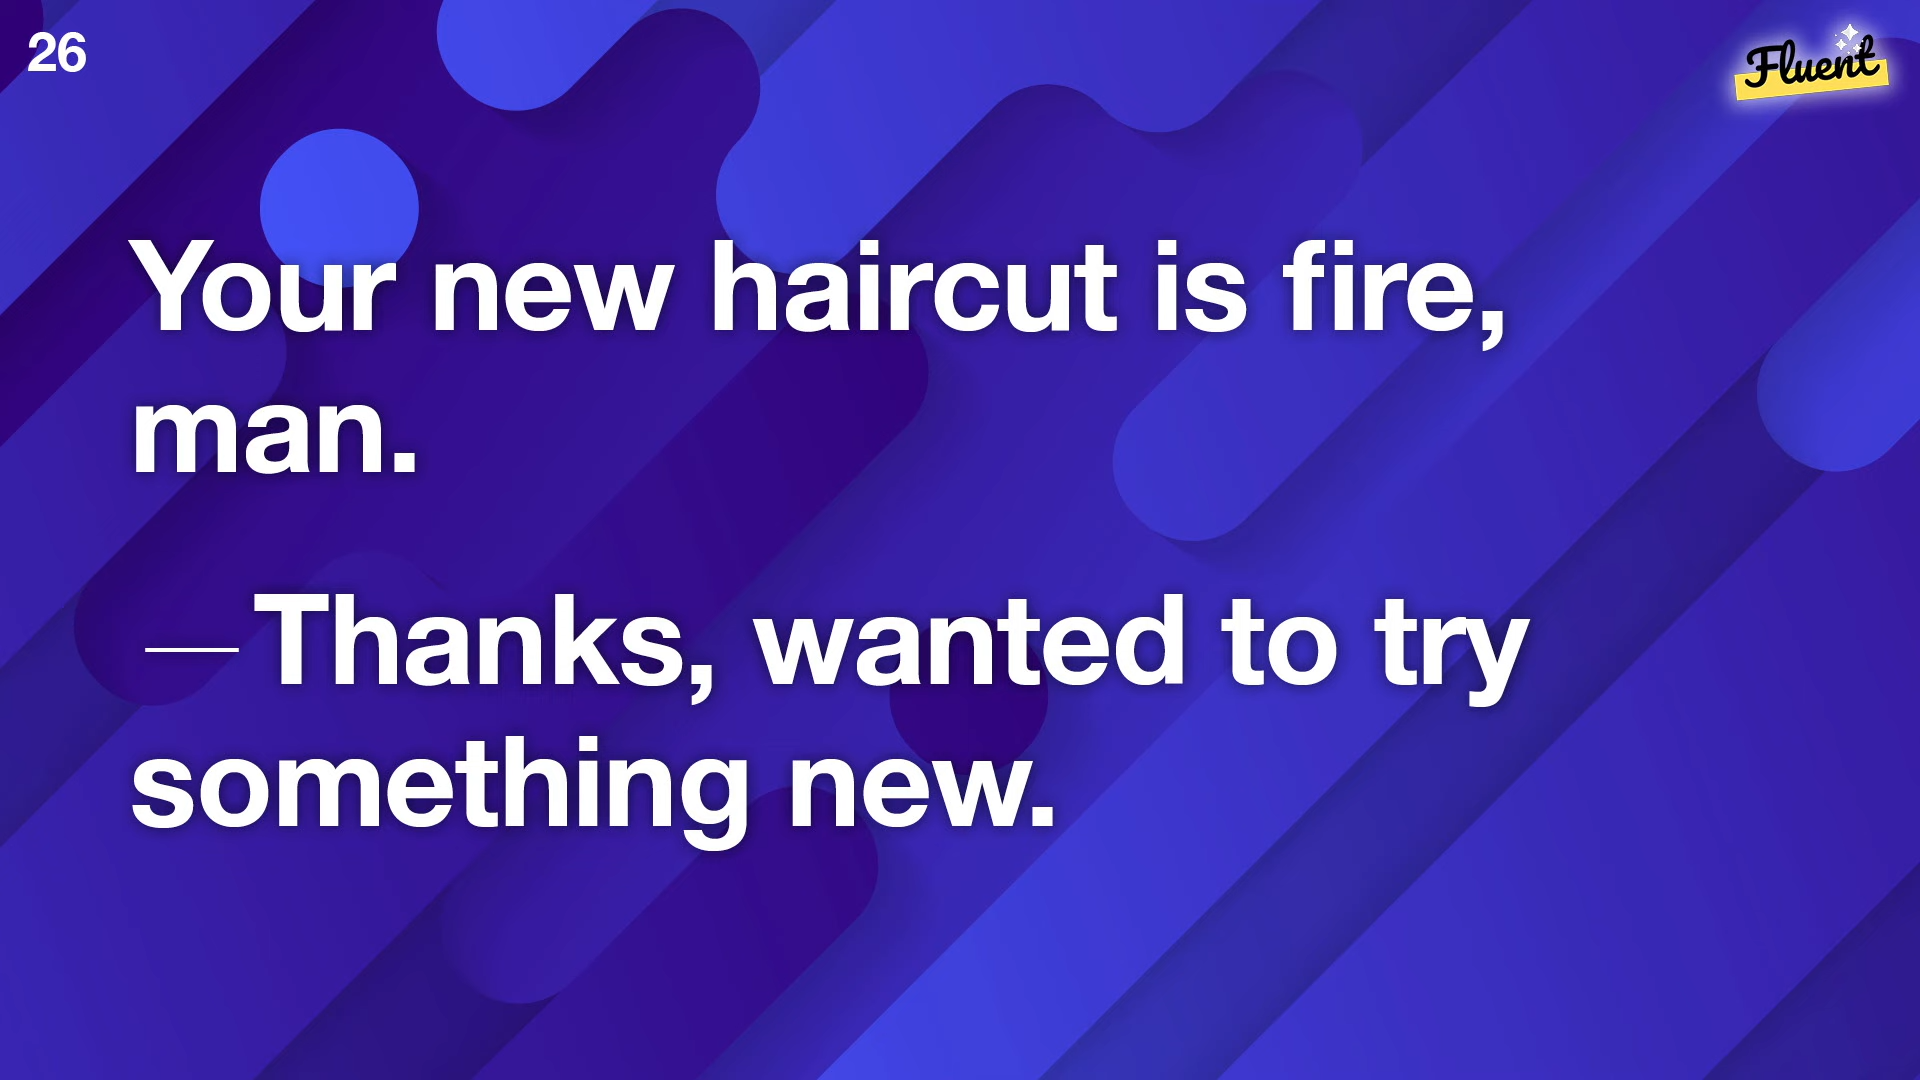 26
Fluent
Your new haircut is fire,
man.
—Thanks, wanted to try
something new.